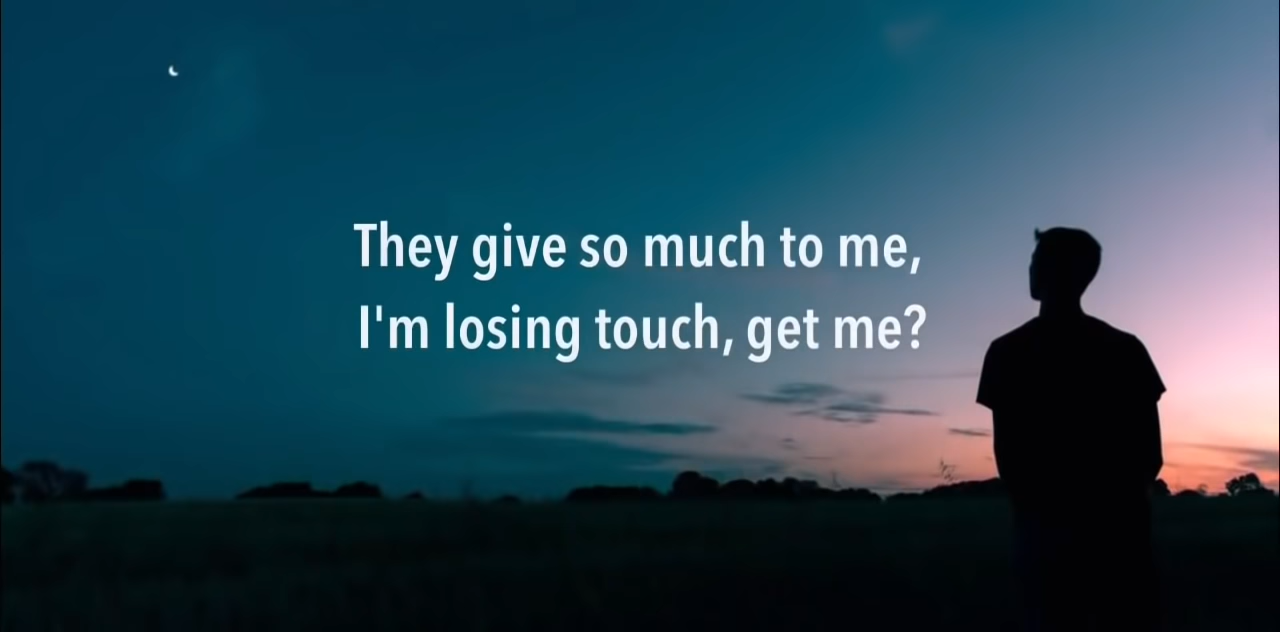 They give so much to me,
I'm losing touch, get me?